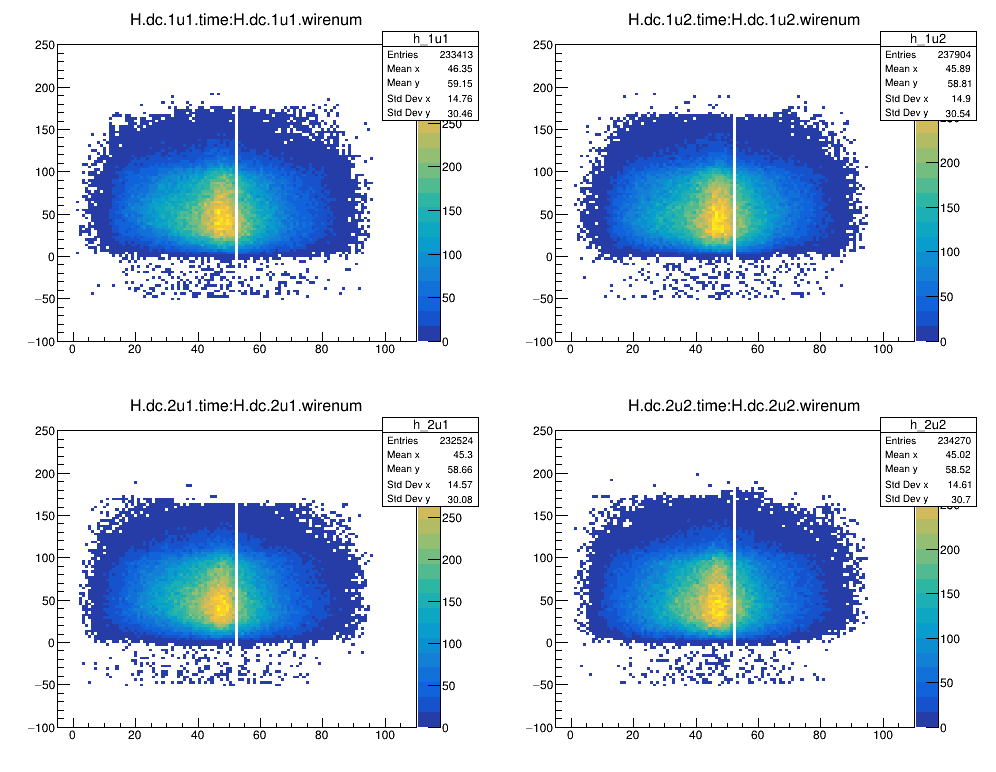 H.dc.1u1.time:H.dc.1u1.wirenum
h_1u1
Entries 233413
Mean x 46.35
Mean y 59.15
Std Dev x 14.76
Std Dev y 30.46
250
200
150
100
50
0
−50
−100
0 20 40 60 80 100
250
200
150
100
50
0
H.dc.1u2.time:H.dc.1u2.wirenum
h_1u2
Entries 237904
Mean x 45.89
Mean y 58.81
Std Dev x 14.9
Std Dev y 30.54
250
200
150
100
50
0
−50
−100
0 20 40 60 80 100
200
150
100
50
0
H.dc.2u1.time:H.dc.2u1.wirenum
h_2u1
Entries 232524
Mean x 45.3
Mean y 58.66
Std Dev x 14.57
Std Dev y 30.08
250
200
150
100
50
0
−50
−100
0 20 40 60 80 100
250
200
150
100
50
0
H.dc.2u2.time:H.dc.2u2.wirenum
h_2u2
Entries 234270
Mean x 45.02
Mean y 58.52
Std Dev x 14.61
Std Dev y 30.7
250
200
150
100
50
0
−50
−100
0 20 40 60 80 100
200
150
100
50
0